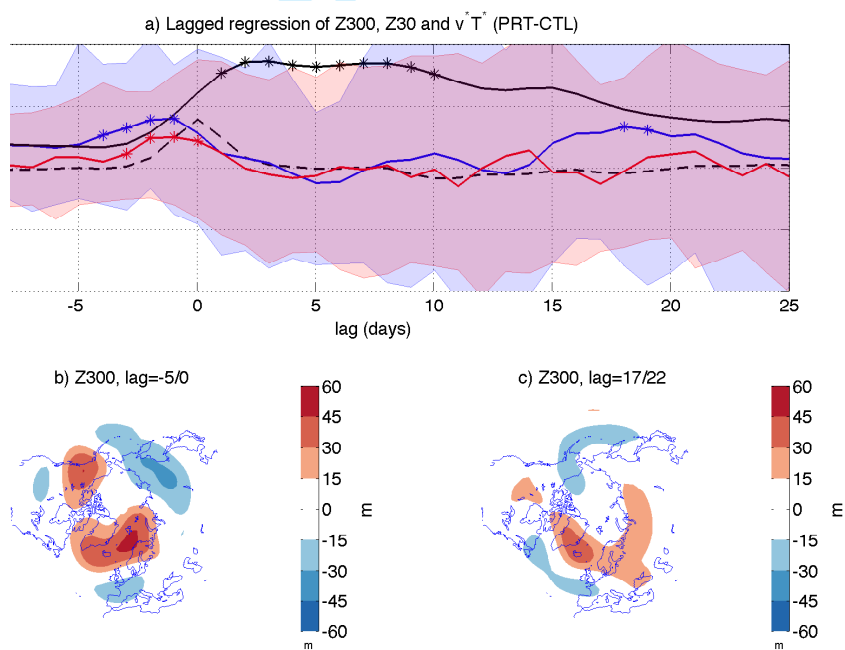 a) Lagged regression of Z300, Z30 and v*T* (PRT-CTL)
-5 0 5 10 15 20 25
lag (days)
b) Z300, lag=-5/0
60
45
30
15
0
-15
-30
-45
-60
m
m
c) Z300, lag=17/22
60
45
30
15
0
-15
-30
-45
-60
m
m